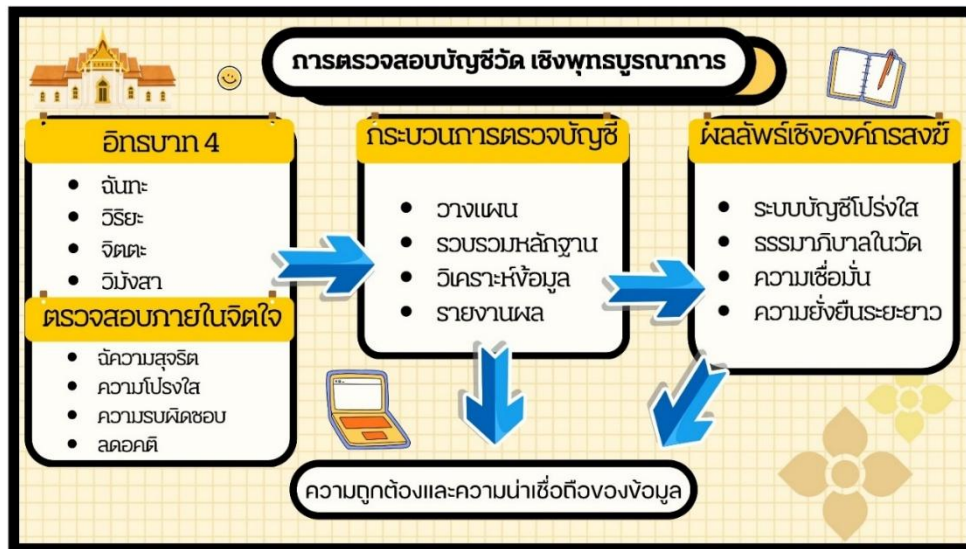 การตรวจสอบบัญชีวัด เชิงพุทธบูรณาการ
อิทธบาท 4
ฉันทะ
วิริยะ
จิตตะ
วิมังสา
ตรวจสอบภายในจิตใจ
ฉัความสุจริต
ความโปรงใส
ความรบผิดชอบ
ลดอคติ
กระบวนการตรวจบัญชี
วางแผน
รวบรวมหลักฐาน
วิเคราะห์ข้อมูล
รายงานผล
ผลลัพธ์เชิงองค์กรสงฆ์
ระบบบัญชีโปร่งใส
ธรรมาภิบาลในวัด
ความเชื่อมั่น
ความยั่งยืนระยะยาว
ความถูกต้องและความน่าเชื่อถือของข้อมูล